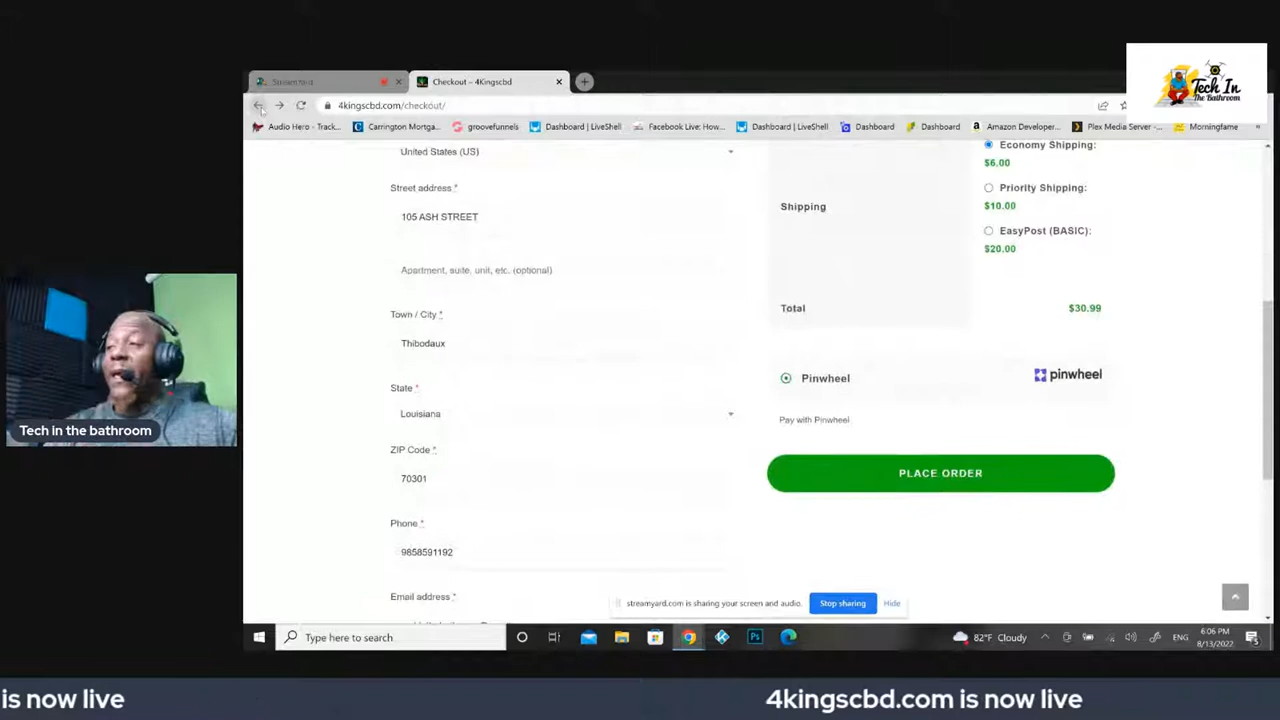 Tech In
The Bathroom
Checkout – 4Kingscbd
4kingscbd.com/checkout/
Audio Hero - Track...
Carrington Mortga...
groovefunnels
Dashboard | LiveShell
Facebook Live: How...
Dashboard | LiveShell
Dashboard
Dashboard
Amazon Developer...
Plex Media Server -...
Morningfame
»
United States (US)
Street address *
105 ASH STREET
Apartment, suite, unit, etc. (optional)
Town / City *
Thibodaux
State *
Louisiana
ZIP Code *
70301
Phone *
9858591192
Email address *
Shipping
Economy Shipping:
$6.00
Priority Shipping:
$10.00
EasyPost (BASIC):
$20.00
Total
$30.99
Pinwheel
pinwheel
Pay with Pinwheel
PLACE ORDER
streamyard.com is sharing your screen and audio.
Stop sharing
Hide
Tech in the bathroom
Type here to search
Ps
82°F Cloudy
ENG
6:06 PM
8/13/2022
is now live
4kingscbd.com is now live